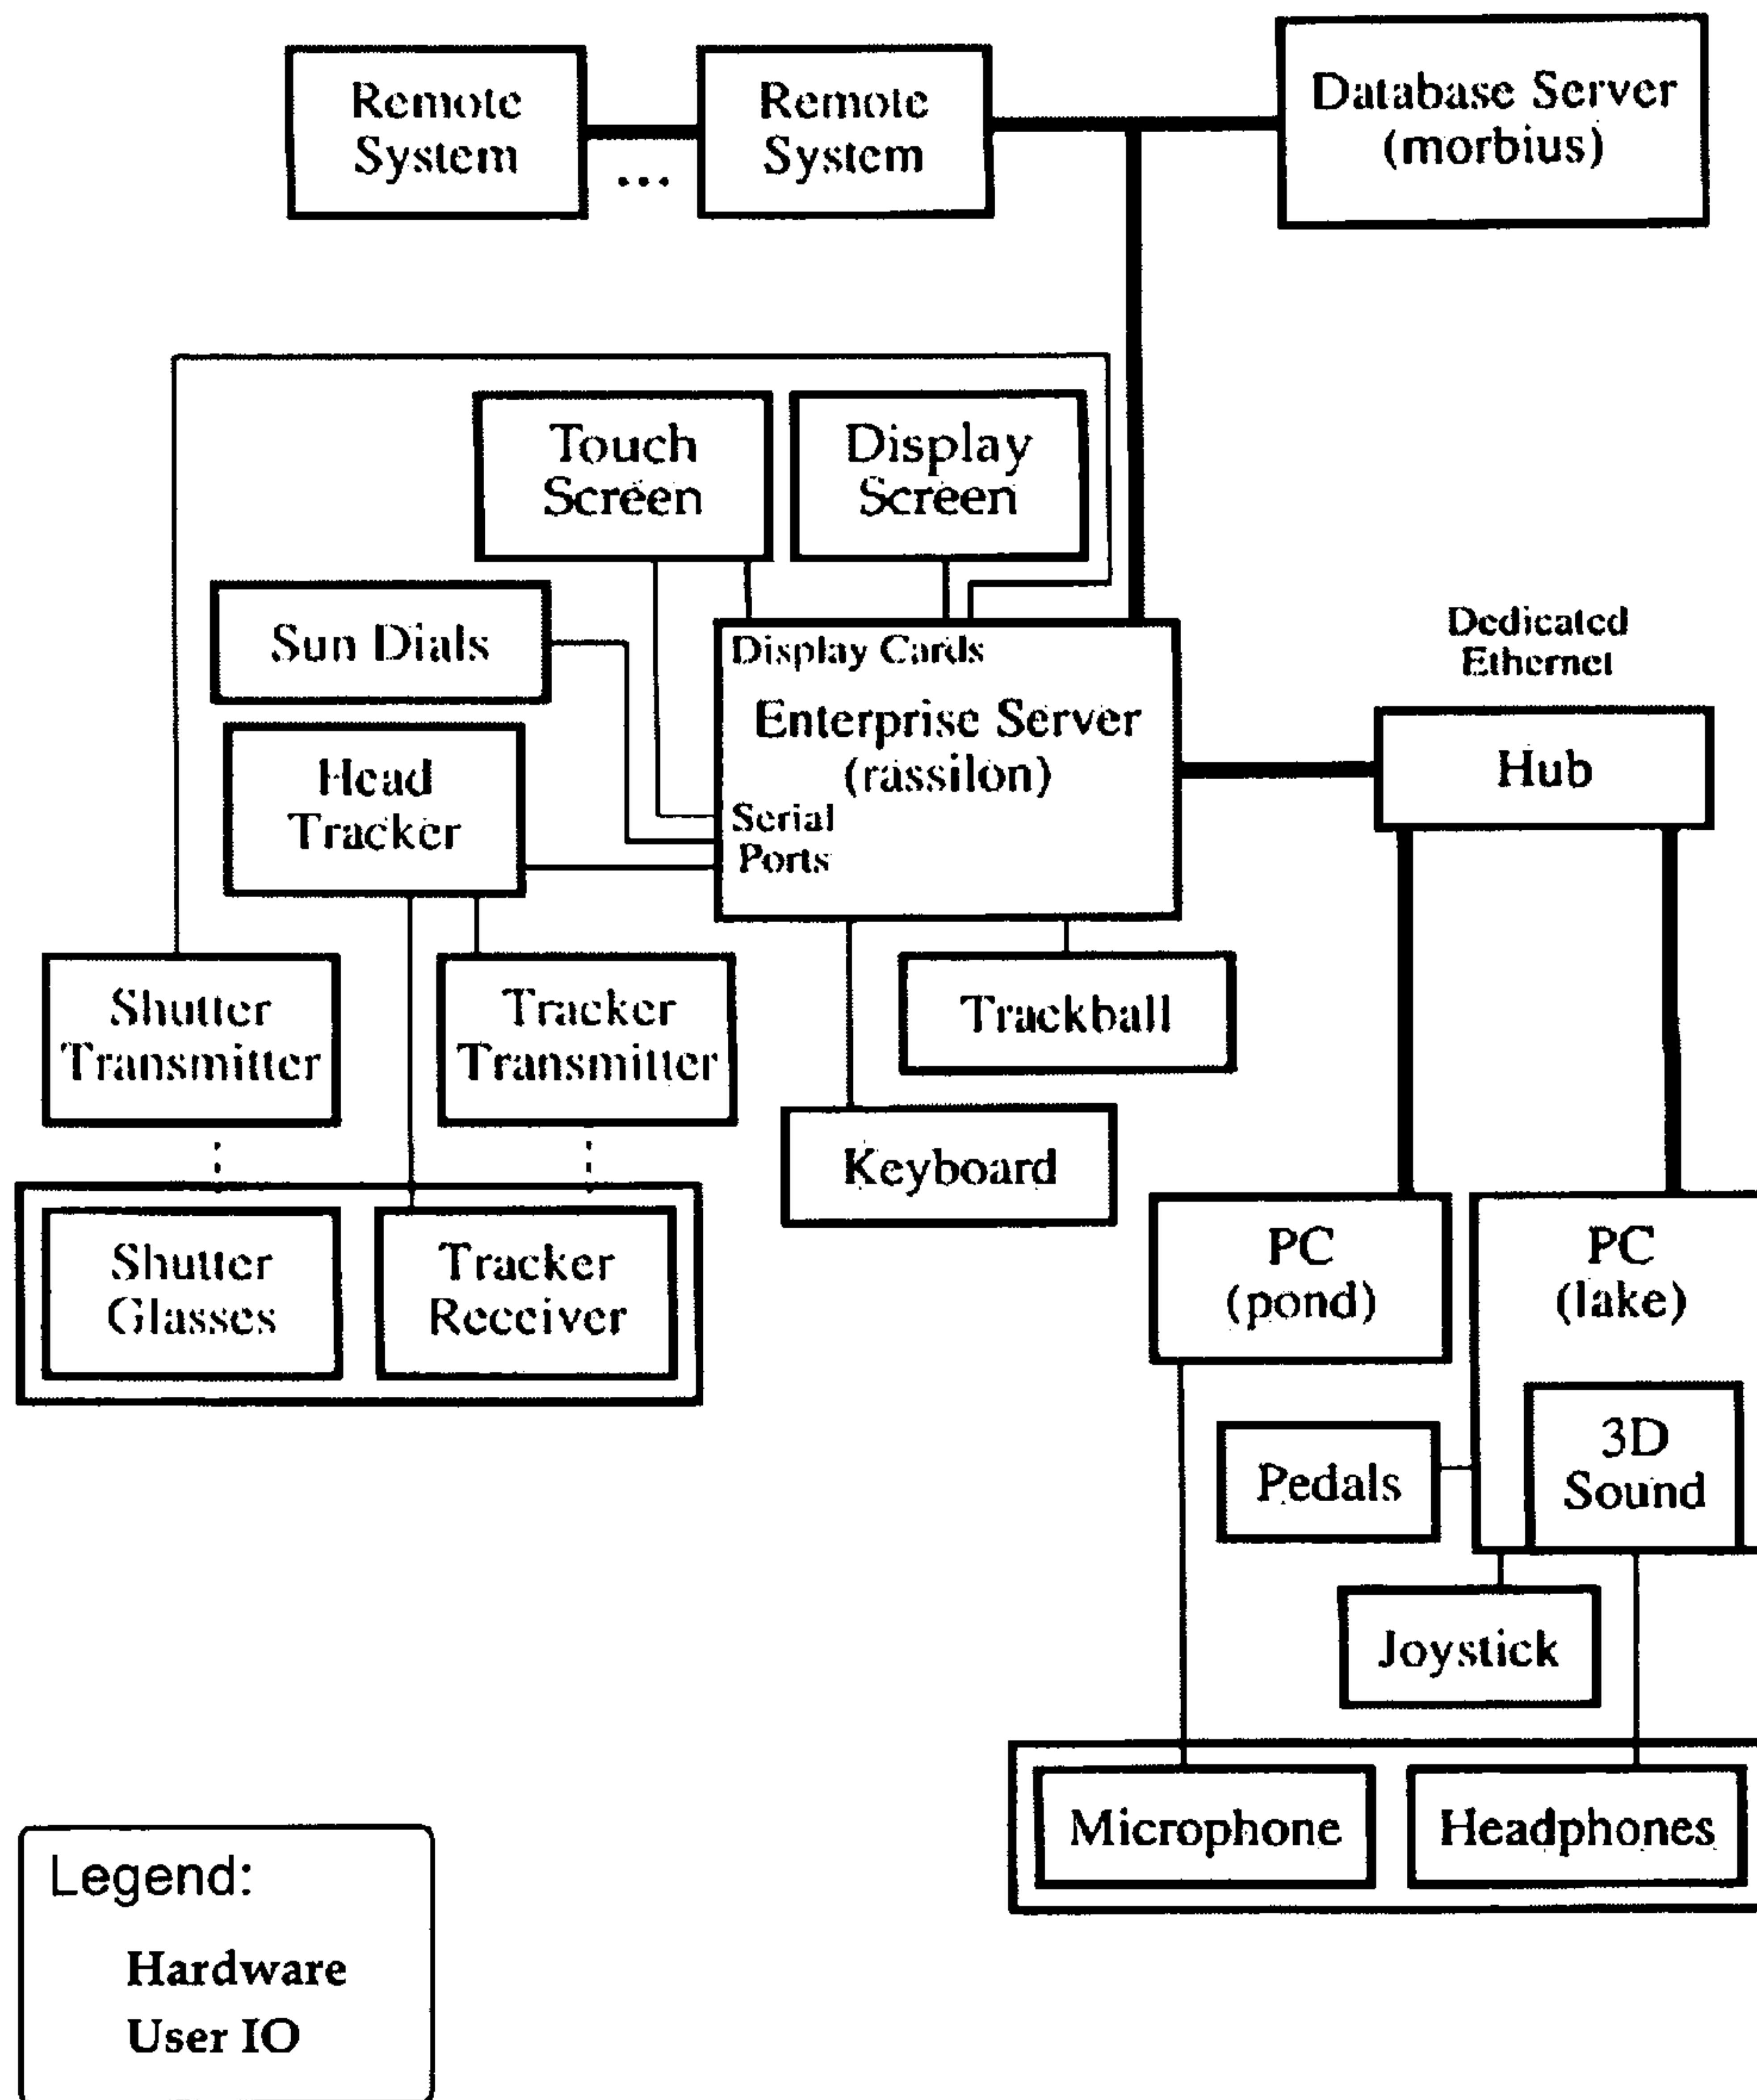 Remote
System
...
Remote
System
Database Server
(morbius)
Touch
Screen
Display
Screen
Sun Dials
Display Cards
Enterprise Server
(rassilon)
Serial
Ports
Dedicated
Ethernet
Hub
Head
Tracker
Shutter
Transmitter
Tracker
Transmitter
Trackball
Keyboard
Shutter
Glasses
Tracker
Receiver
PC
(pond)
PC
(lake)
Pedals
3D
Sound
Joystick
Microphone
Headphones
Legend:
Hardware
User IO